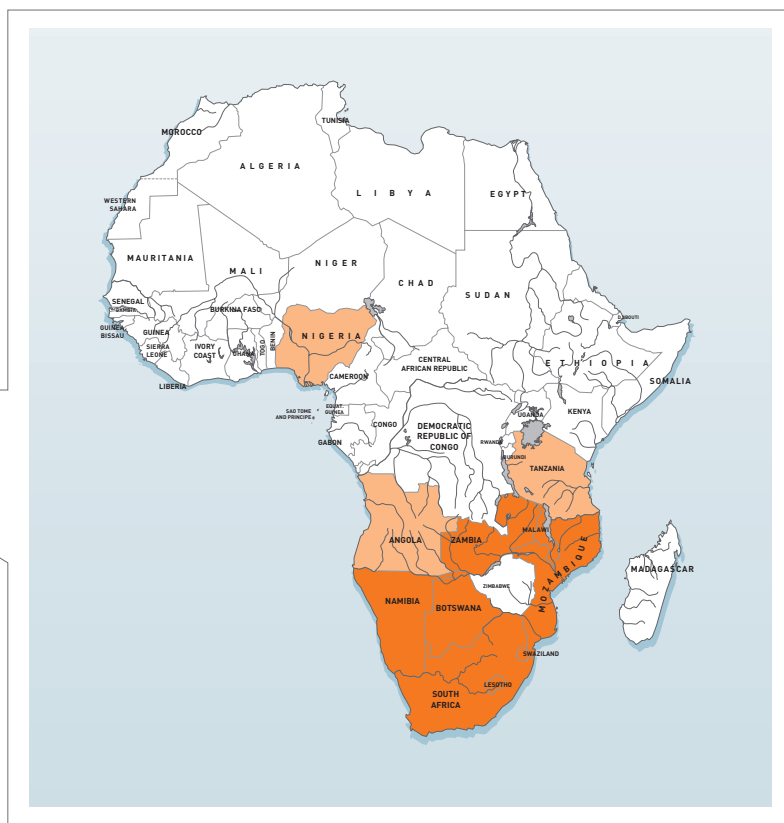 TUNISIA
MOROCCO
ALGERIA
LIBYA
EGYPT
WESTERN
SAHARA
MAURITANIA
MALI
NIGER
CHAD
SUDAN
SENEGAL
GAMBIA
BURKINA FASO
DJIBOUTI
GUINEA
BISSAU
GUINEA
NIGERIA
SIERRA
LEONE
IVORY
COAST
GHANA
TOGO
BENIN
CENTRAL
AFRICAN REPUBLIC
ETHIOPIA
CAMEROON
SOMALIA
LIBERIA
EQUAT.
GUINEA
SAO TOME
AND PRINCIPE
UGANDA
KENYA
CONGO
DEMOCRATIC
REPUBLIC OF
CONGO
GABON
RWANDA
BURUNDI
TANZANIA
ANGOLA
ZAMBIA
MALAWI
MOZAMBIQUE
MADAGASCAR
ZIMBABWE
NAMIBIA
BOTSWANA
SWAZILAND
LESOTHO
SOUTH
AFRICA